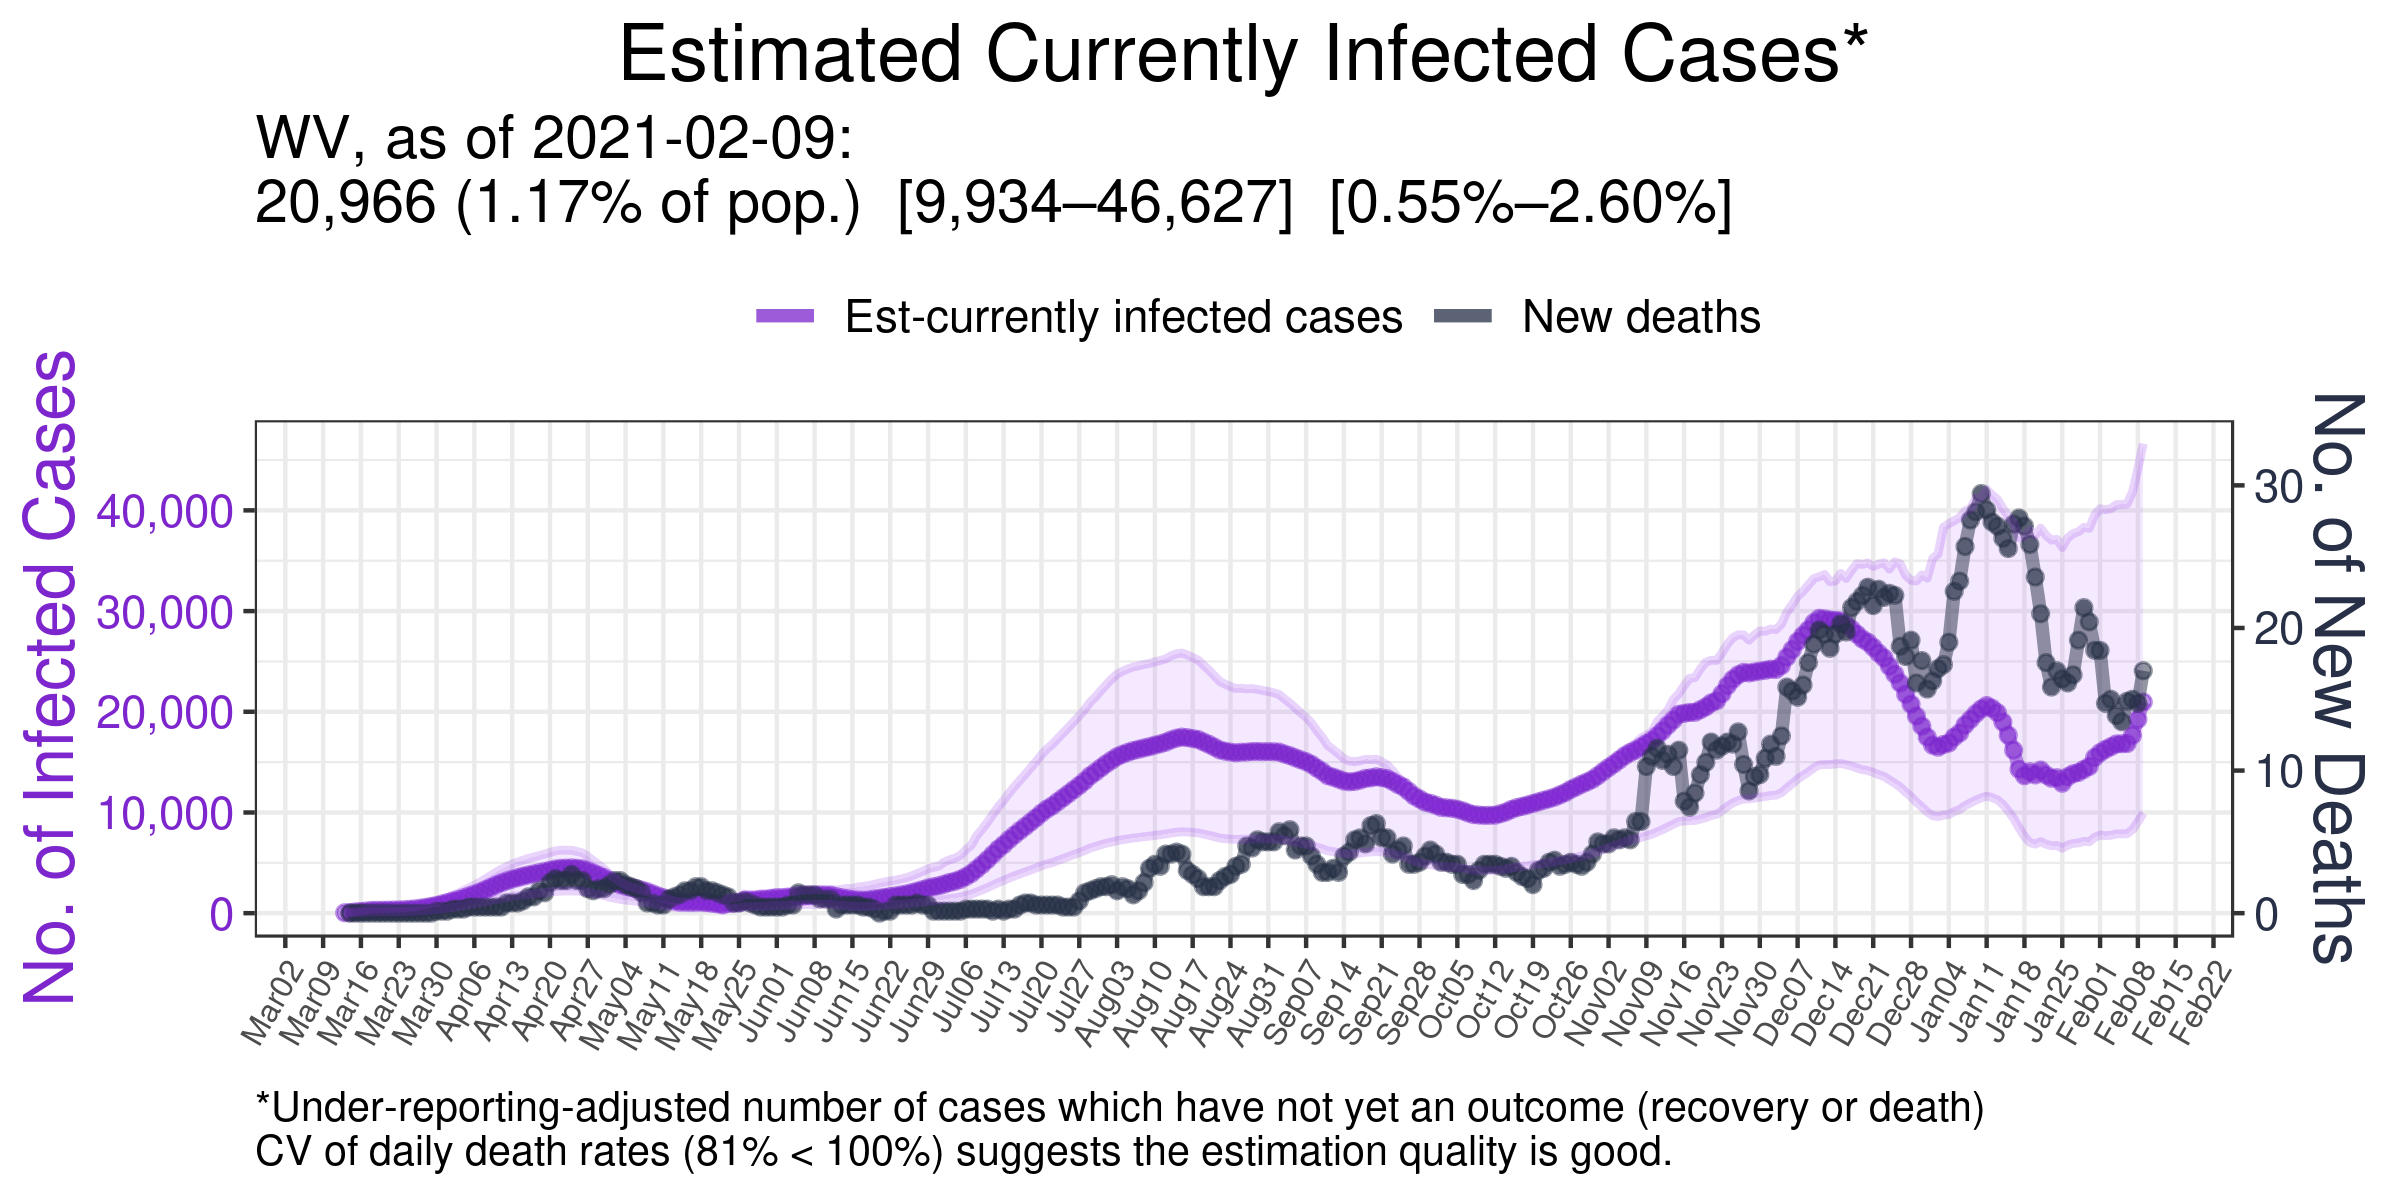 Estimated Currently Infected Cases*
WV, as of 2021-02-09:
20,966 (1.17% of pop.)  [9,934–46,627]  [0.55%–2.60%]
Est-currently infected cases
New deaths
No. of Infected Cases
40,000
30,000
20,000
10,000
0
30
20
10
0
No. of New Deaths
Mar02
Mar09
Mar16
Mar23
Mar30
Apr06
Apr13
Apr20
Apr27
May04
May11
May18
May25
Jun01
Jun08
Jun15
Jun22
Jun29
Jul06
Jul13
Jul20
Jul27
Aug03
Aug10
Aug17
Aug24
Aug31
Sep07
Sep14
Sep21
Sep28
Oct05
Oct12
Oct19
Oct26
Nov02
Nov09
Nov16
Nov23
Nov30
Dec07
Dec14
Dec21
Dec28
Jan04
Jan11
Jan18
Jan25
Feb01
Feb08
Feb15
Feb22
*Under-reporting-adjusted number of cases which have not yet an outcome (recovery or death)
CV of daily death rates (81% < 100%) suggests the estimation quality is good.